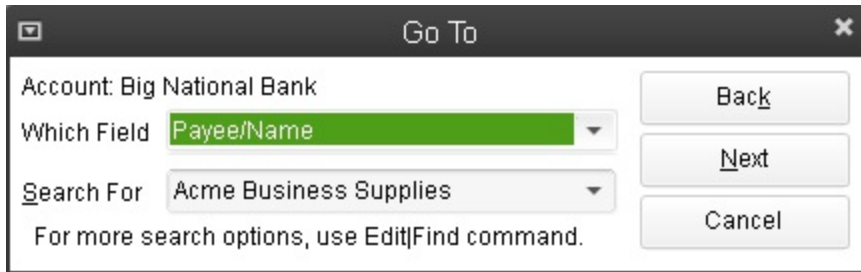 Go To
Account: Big National Bank
Back
Which Field Payee/Name
Next
Search For Acme Business Supplies
Cancel
For more search options, use Edit|Find command.